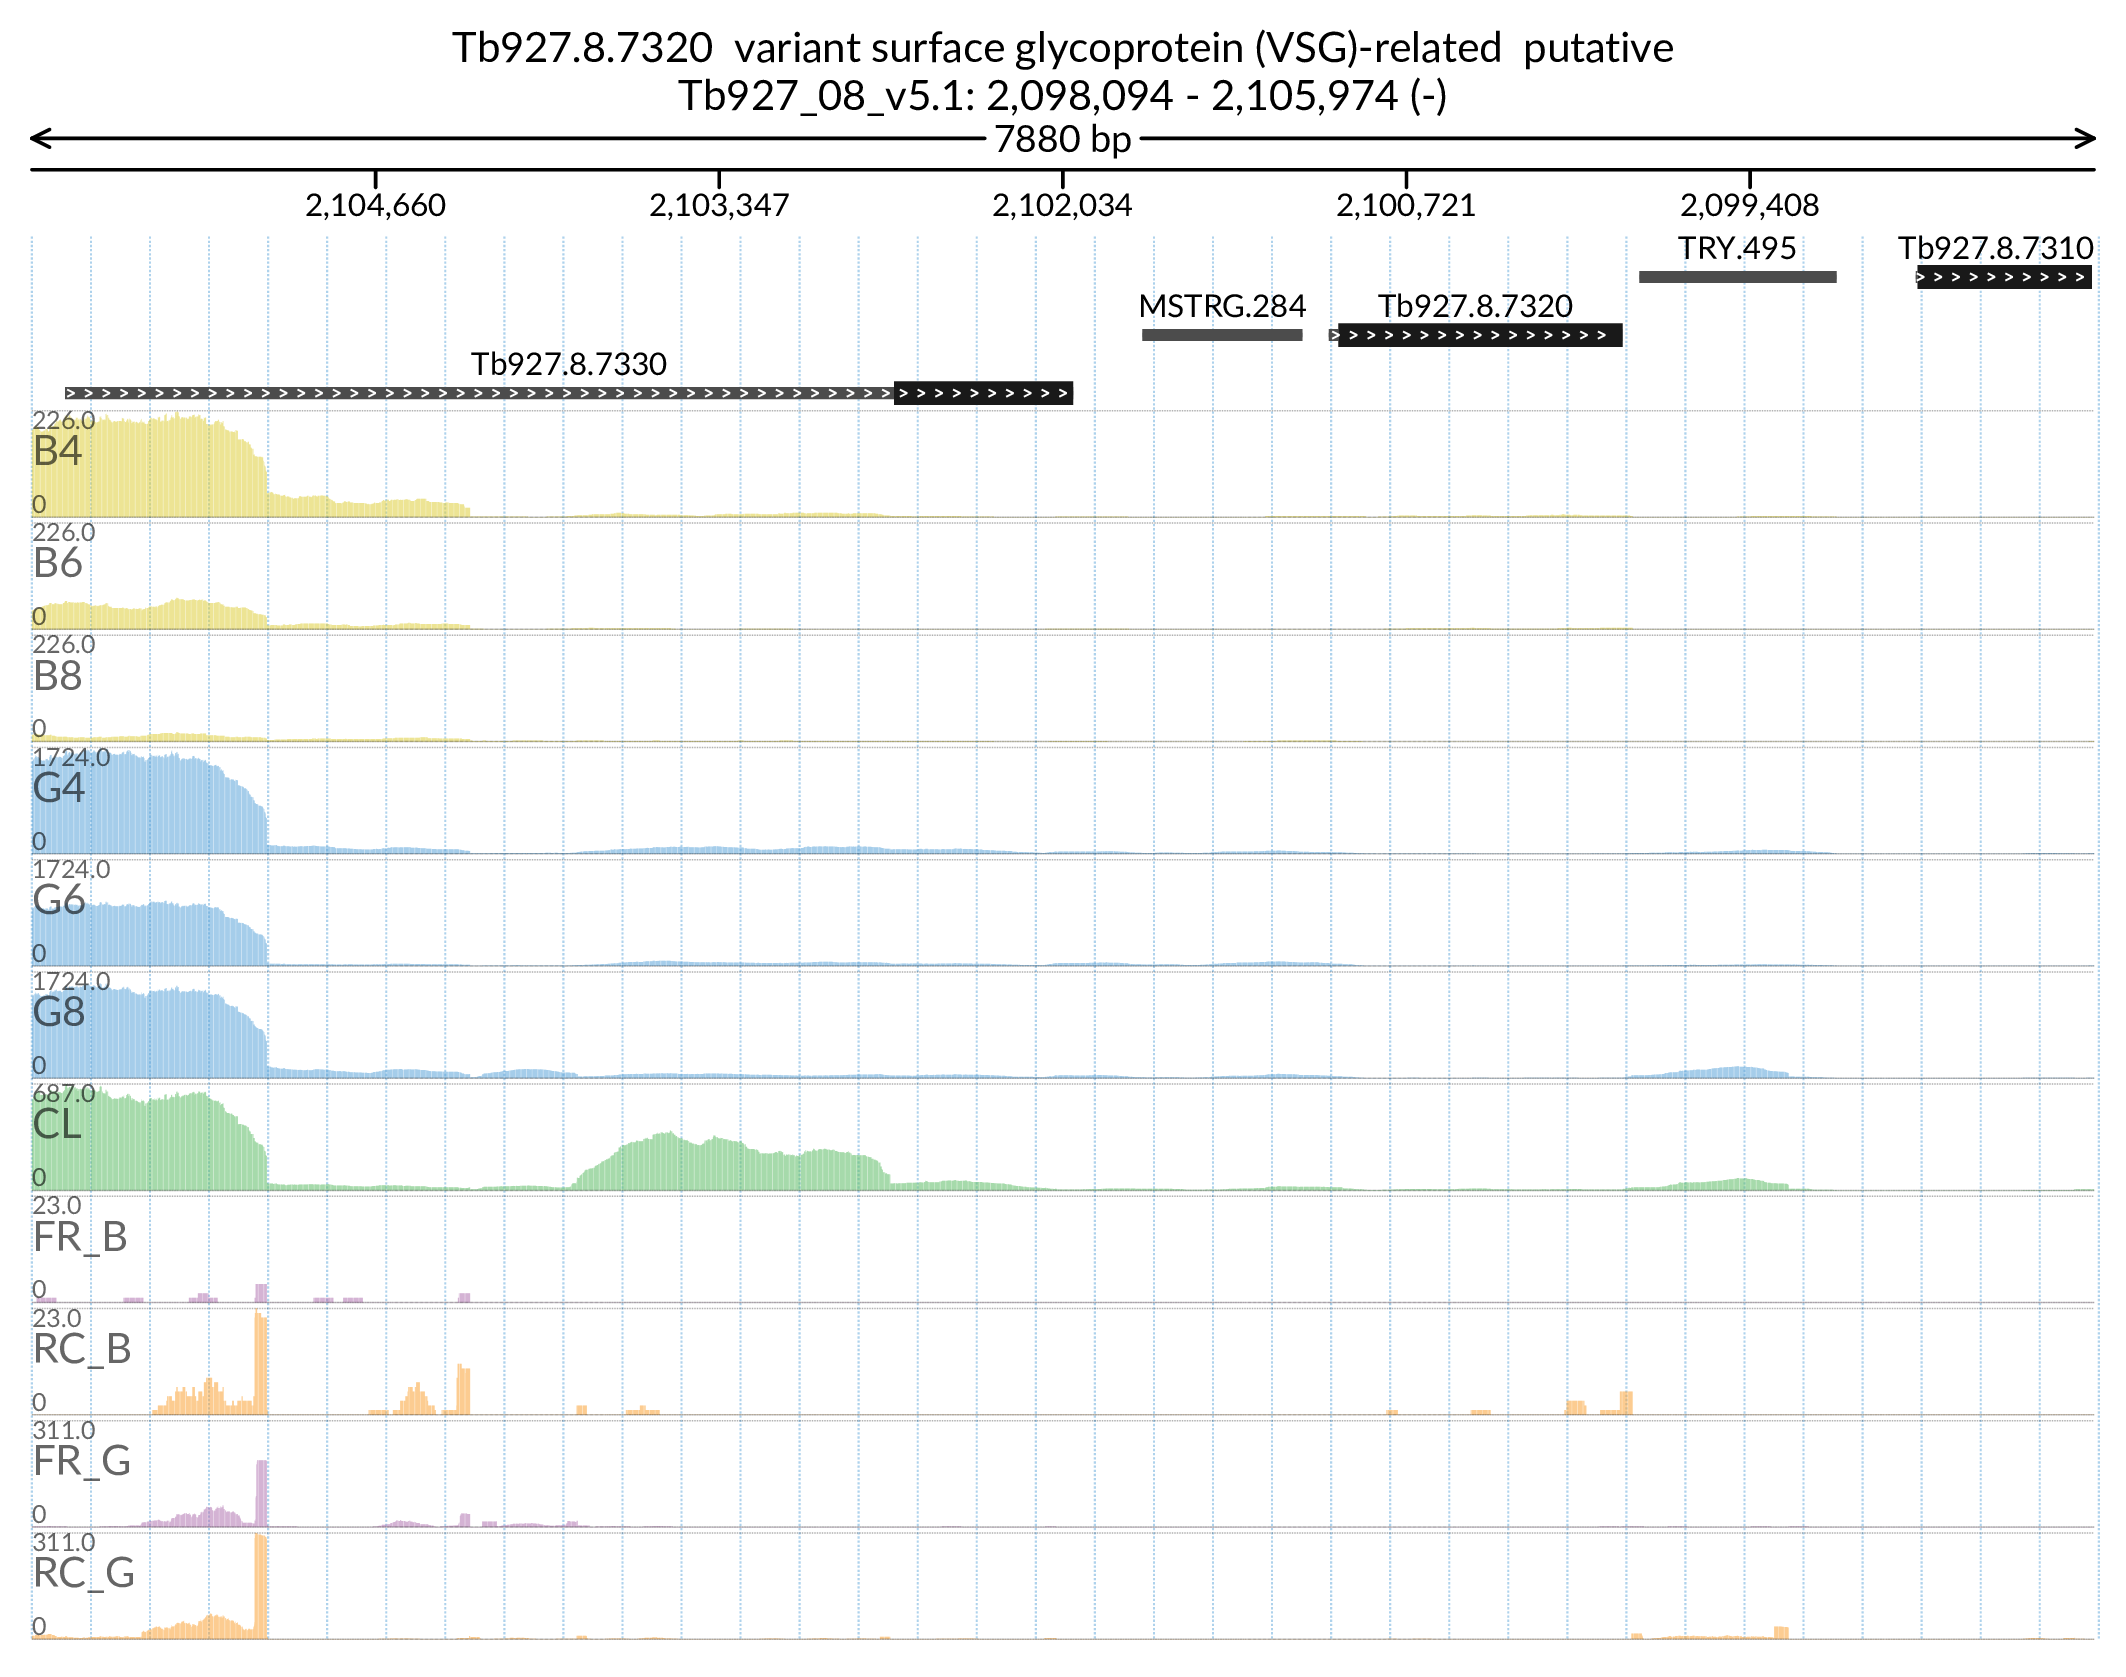 Tb927.8.7320 variant surface glycoprotein (VSG)-related putative
Tb927_08_v5.1: 2,098,094 - 2,105,974 (-)
7880 bp
2,104,660 2,103,347 2,102,034 2,100,721 2,099,408
TRY.495 Tb927.8.7310
MSTRG.284 Tb927.8.7320
Tb927.8.7330
226.0
B4
0
226.0
B6
0
226.0
B8
0
1724.0
G4
0
1724.0
G6
0
1724.0
G8
0
687.0
CL
0
23.0
FR_B
0
23.0
RC_B
0
311.0
FR_G
0
311.0
RC_G
0